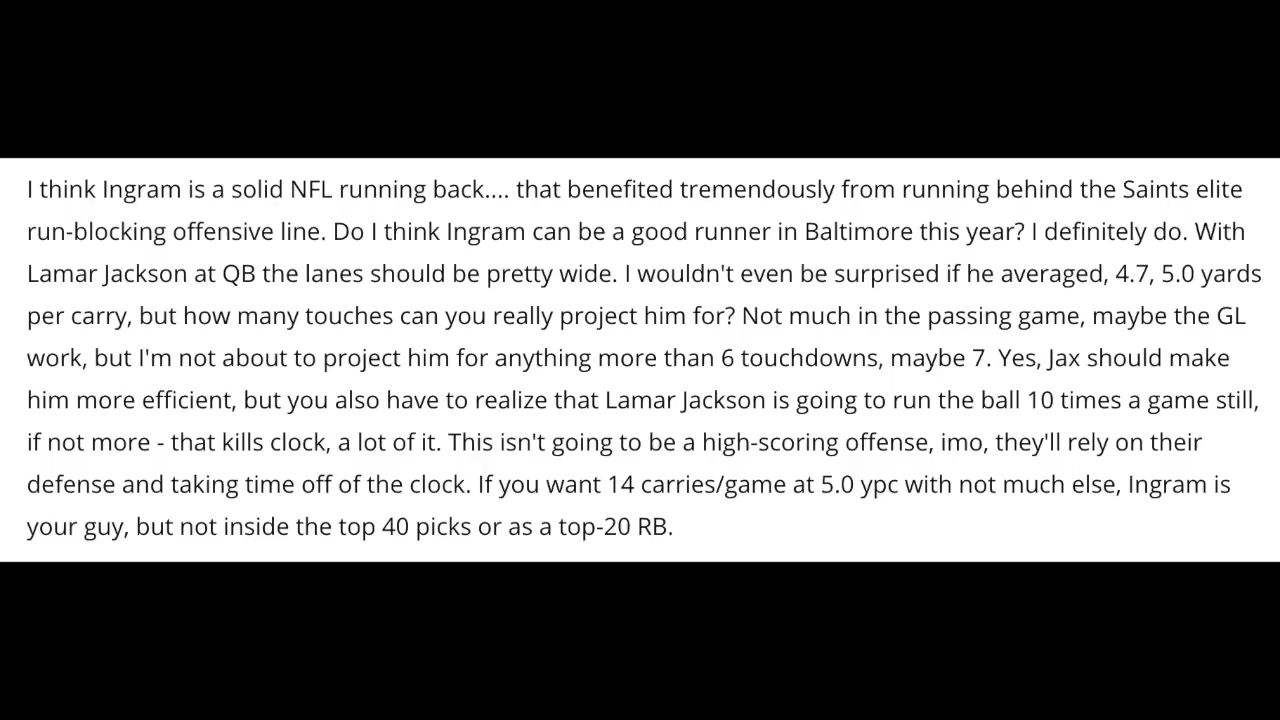 I think Ingram is a solid NFL running back.... that benefited tremendously from running behind the Saints elite
run-blocking offensive line. Do I think Ingram can be a good runner in Baltimore this year? I definitely do. With
Lamar Jackson at QB the lanes should be pretty wide. I wouldn't even be surprised if he averaged, 4.7, 5.0 yards
per carry, but how many touches can you really project him for? Not much in the passing game, maybe the GL
work, but I'm not about to project him for anything more than 6 touchdowns, maybe 7. Yes, Jax should make
him more efficient, but you also have to realize that Lamar Jackson is going to run the ball 10 times a game still,
if not more - that kills clock, a lot of it. This isn't going to be a high-scoring offense, imo, they'll rely on their
defense and taking time off of the clock. If you want 14 carries/game at 5.0 ypc with not much else, Ingram is
your guy, but not inside the top 40 picks or as a top-20 RB.